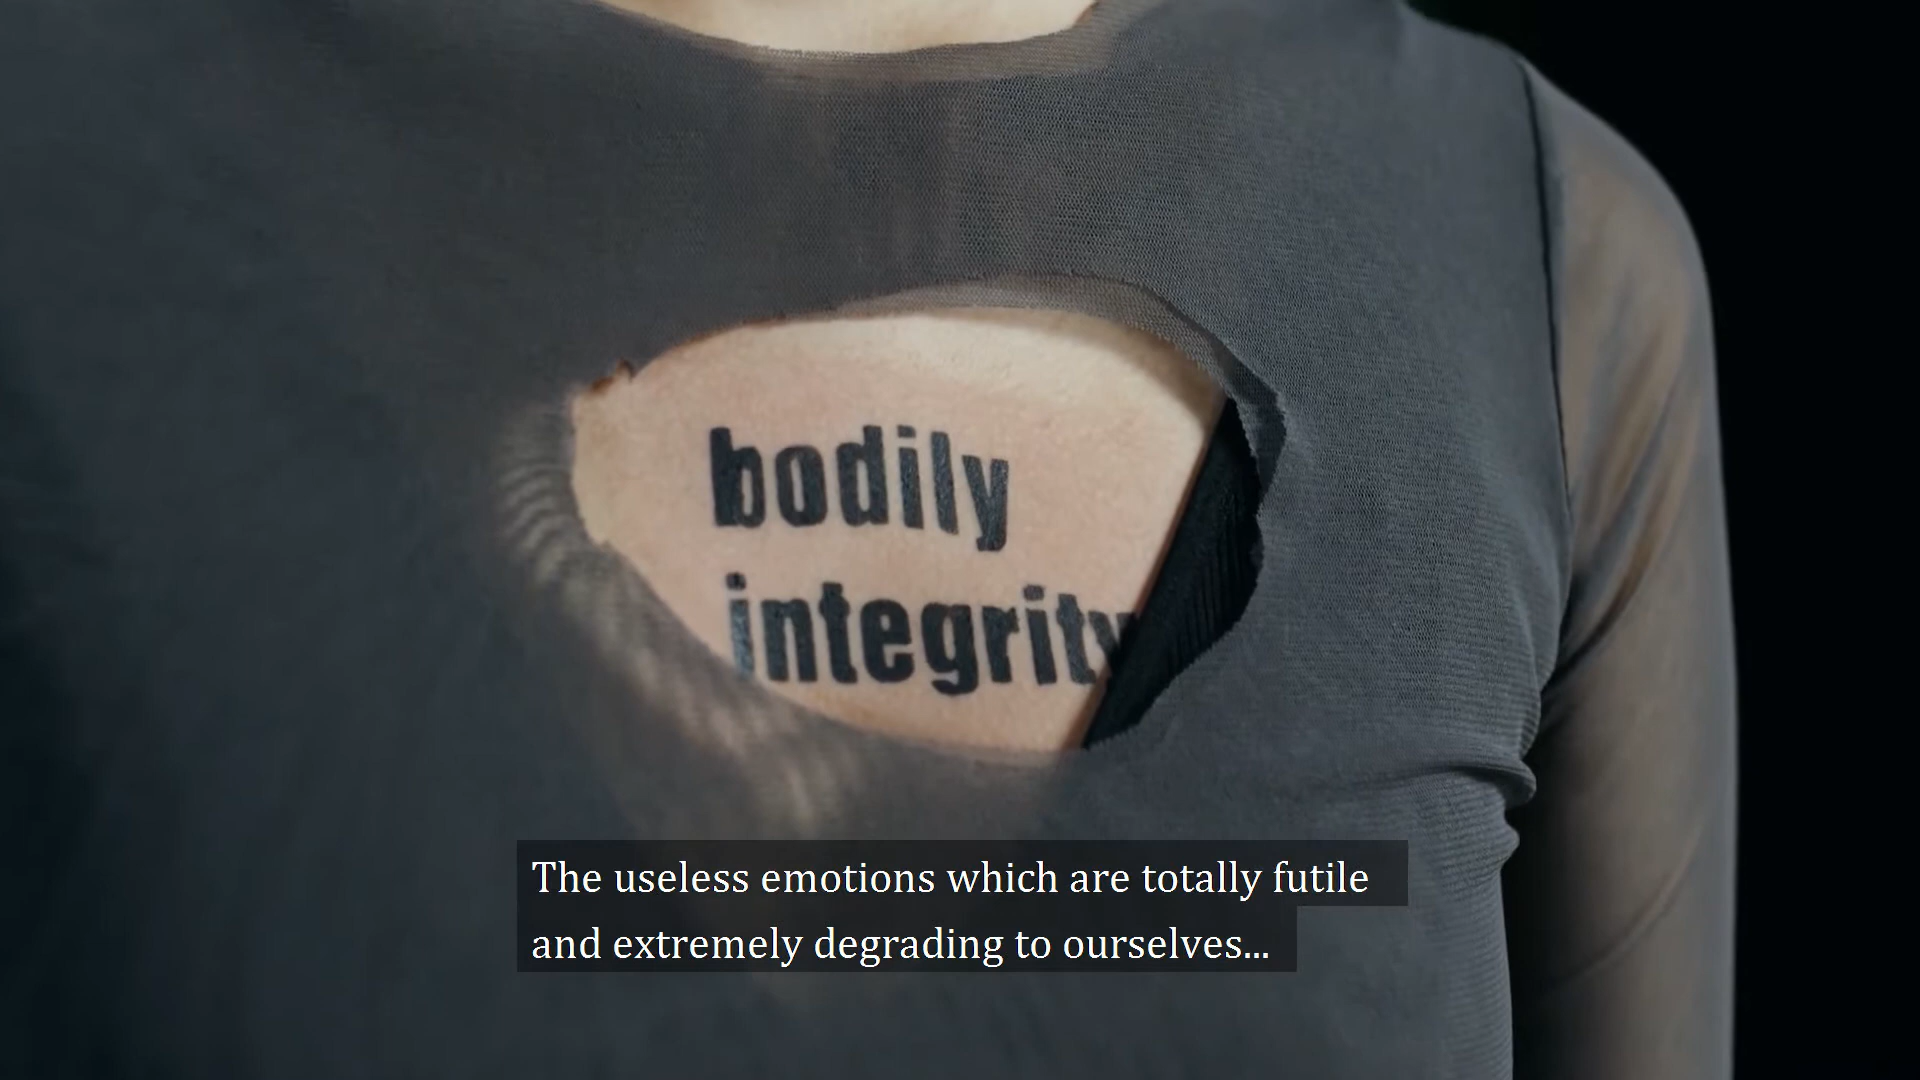 bodily
integrity
The useless emotions which are totally futile
and extremely degrading to ourselves...